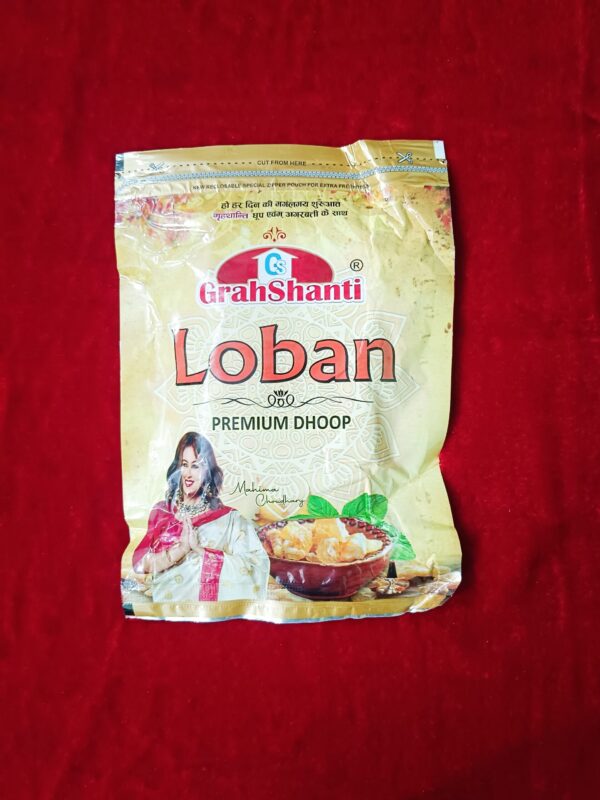 CUT FROM HERE
NEW RECLOSABLE SPECIAL ZIPPER POUCH FOR EXTRA FRESHNESS
हो हर दिन की मंगलमय शुरुआत
गृहशान्ति धूप एवम् अगरबत्ती के साथ
GS
GrahShanti ®
Loban
PREMIUM DHOOP
Mahima
Chaudhary